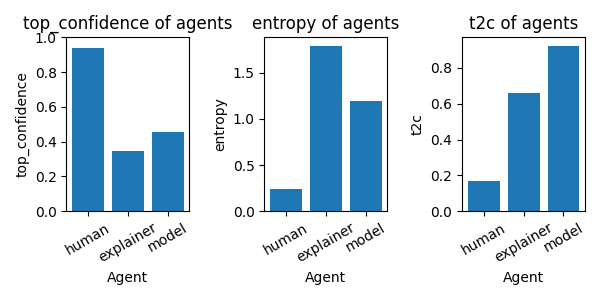 top_confidence of agents
top_confidence
1.0
0.8
0.6
0.4
0.2
0.0
human
explainer
model
Agent
entropy of agents
entropy
1.5
1.0
0.5
0.0
human
explainer
model
Agent
t2c of agents
t2c
0.8
0.6
0.4
0.2
0.0
human
explainer
model
Agent